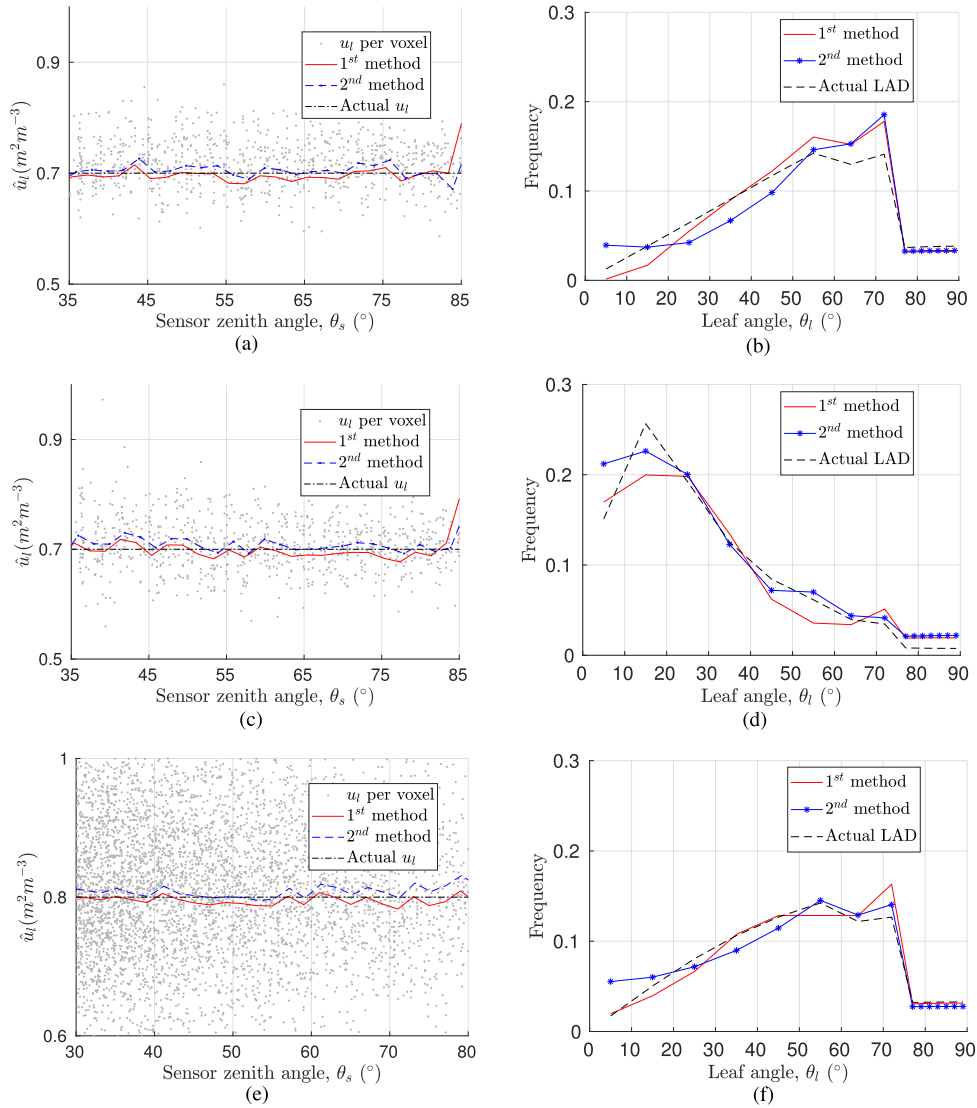 0.9
0.7
0.5
û_l(m²m⁻³)
u_l per voxel
1^st method
2^nd method
Actual u_l
35 45 55 65 75 85
Sensor zenith angle, θ_s (°)
(a)
0.3
0.2
0.1
0
Frequency
1^st method
2^nd method
Actual LAD
0 10 20 30 40 50 60 70 80 90
Leaf angle, θ_l (°)
(b)
0.9
0.7
0.5
û_l(m²m⁻³)
u_l per voxel
1^st method
2^nd method
Actual u_l
35 45 55 65 75 85
Sensor zenith angle, θ_s (°)
(c)
0.3
0.2
0.1
0
Frequency
1^st method
2^nd method
Actual LAD
0 10 20 30 40 50 60 70 80 90
Leaf angle, θ_l (°)
(d)
1
0.8
0.6
û_l(m²m⁻³)
u_l per voxel
1^st method
2^nd method
Actual u_l
30 40 50 60 70 80
Sensor zenith angle, θ_s (°)
(e)
0.3
0.2
0.1
0
Frequency
1^st method
2^nd method
Actual LAD
0 10 20 30 40 50 60 70 80 90
Leaf angle, θ_l (°)
(f)